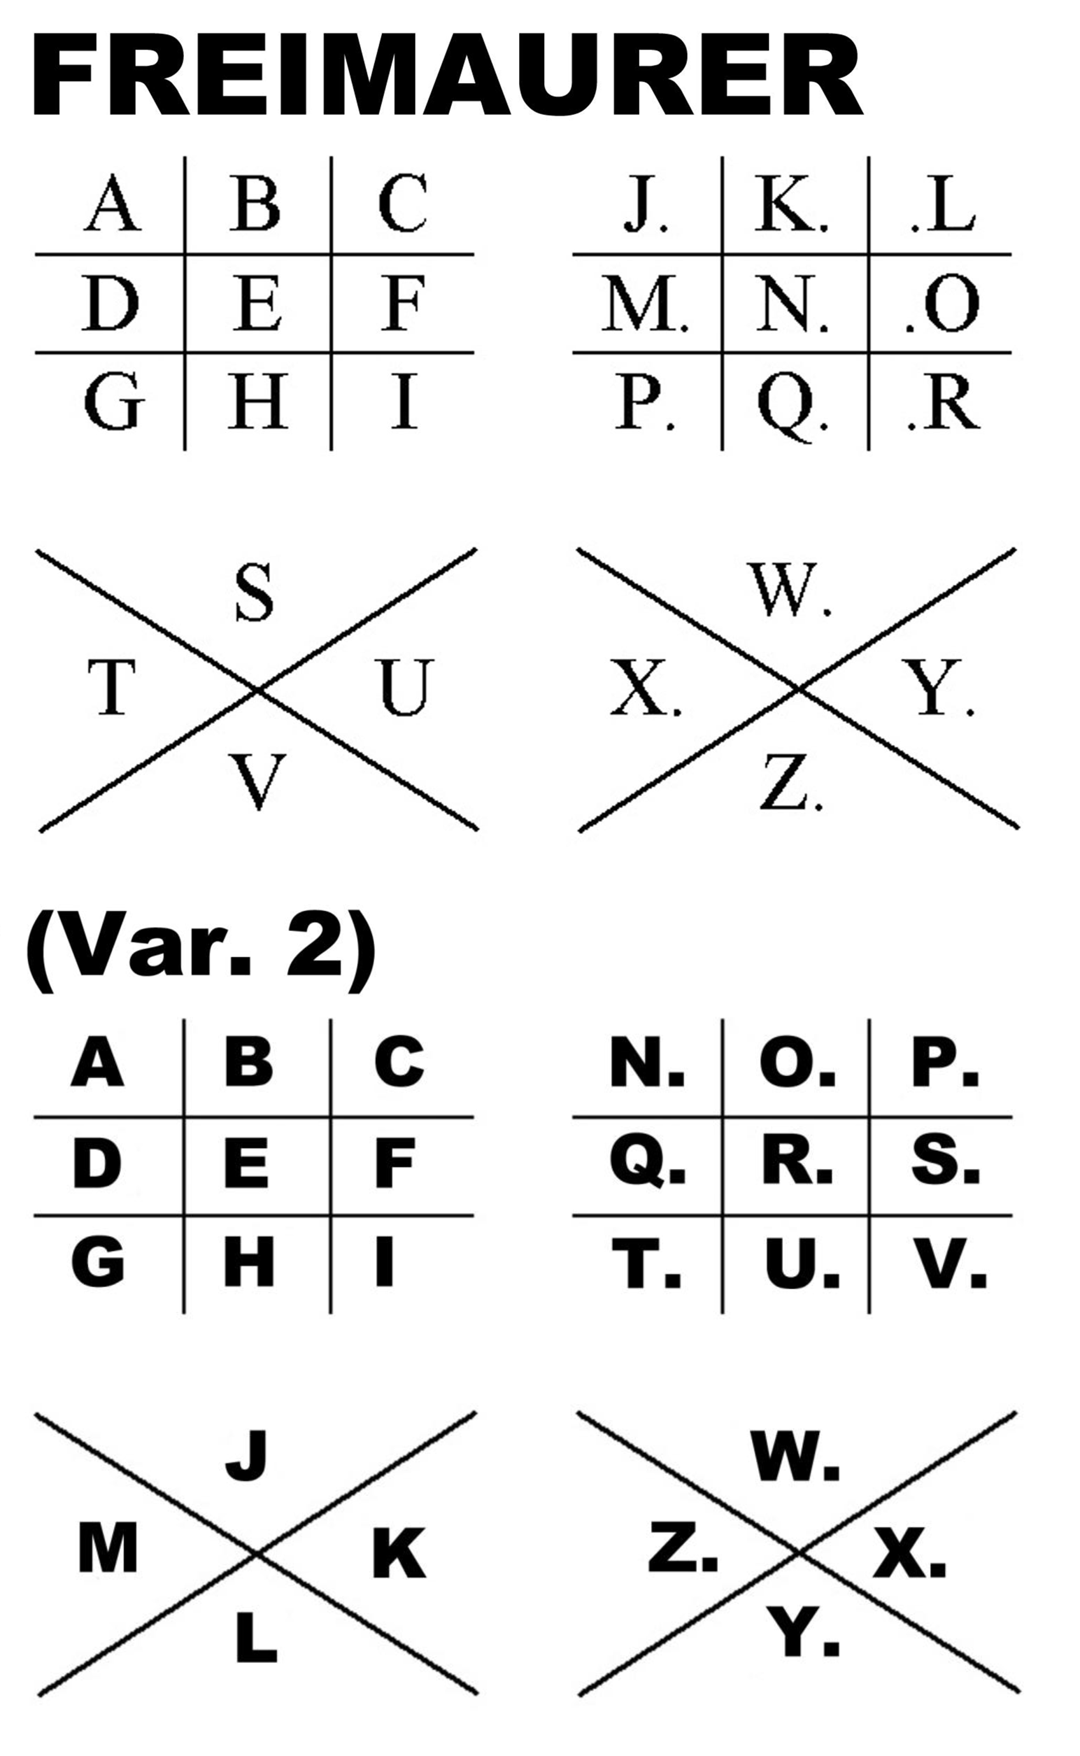 FREIMAURER
A B C J. K. .L
D E F M. N. .O
G H I P. Q. .R
S W.
T U X. Y.
V Z.
(Var. 2)
A B C N. O. P.
D E F Q. R. S.
G H I T. U. V.
J W.
M K Z. X.
L Y.